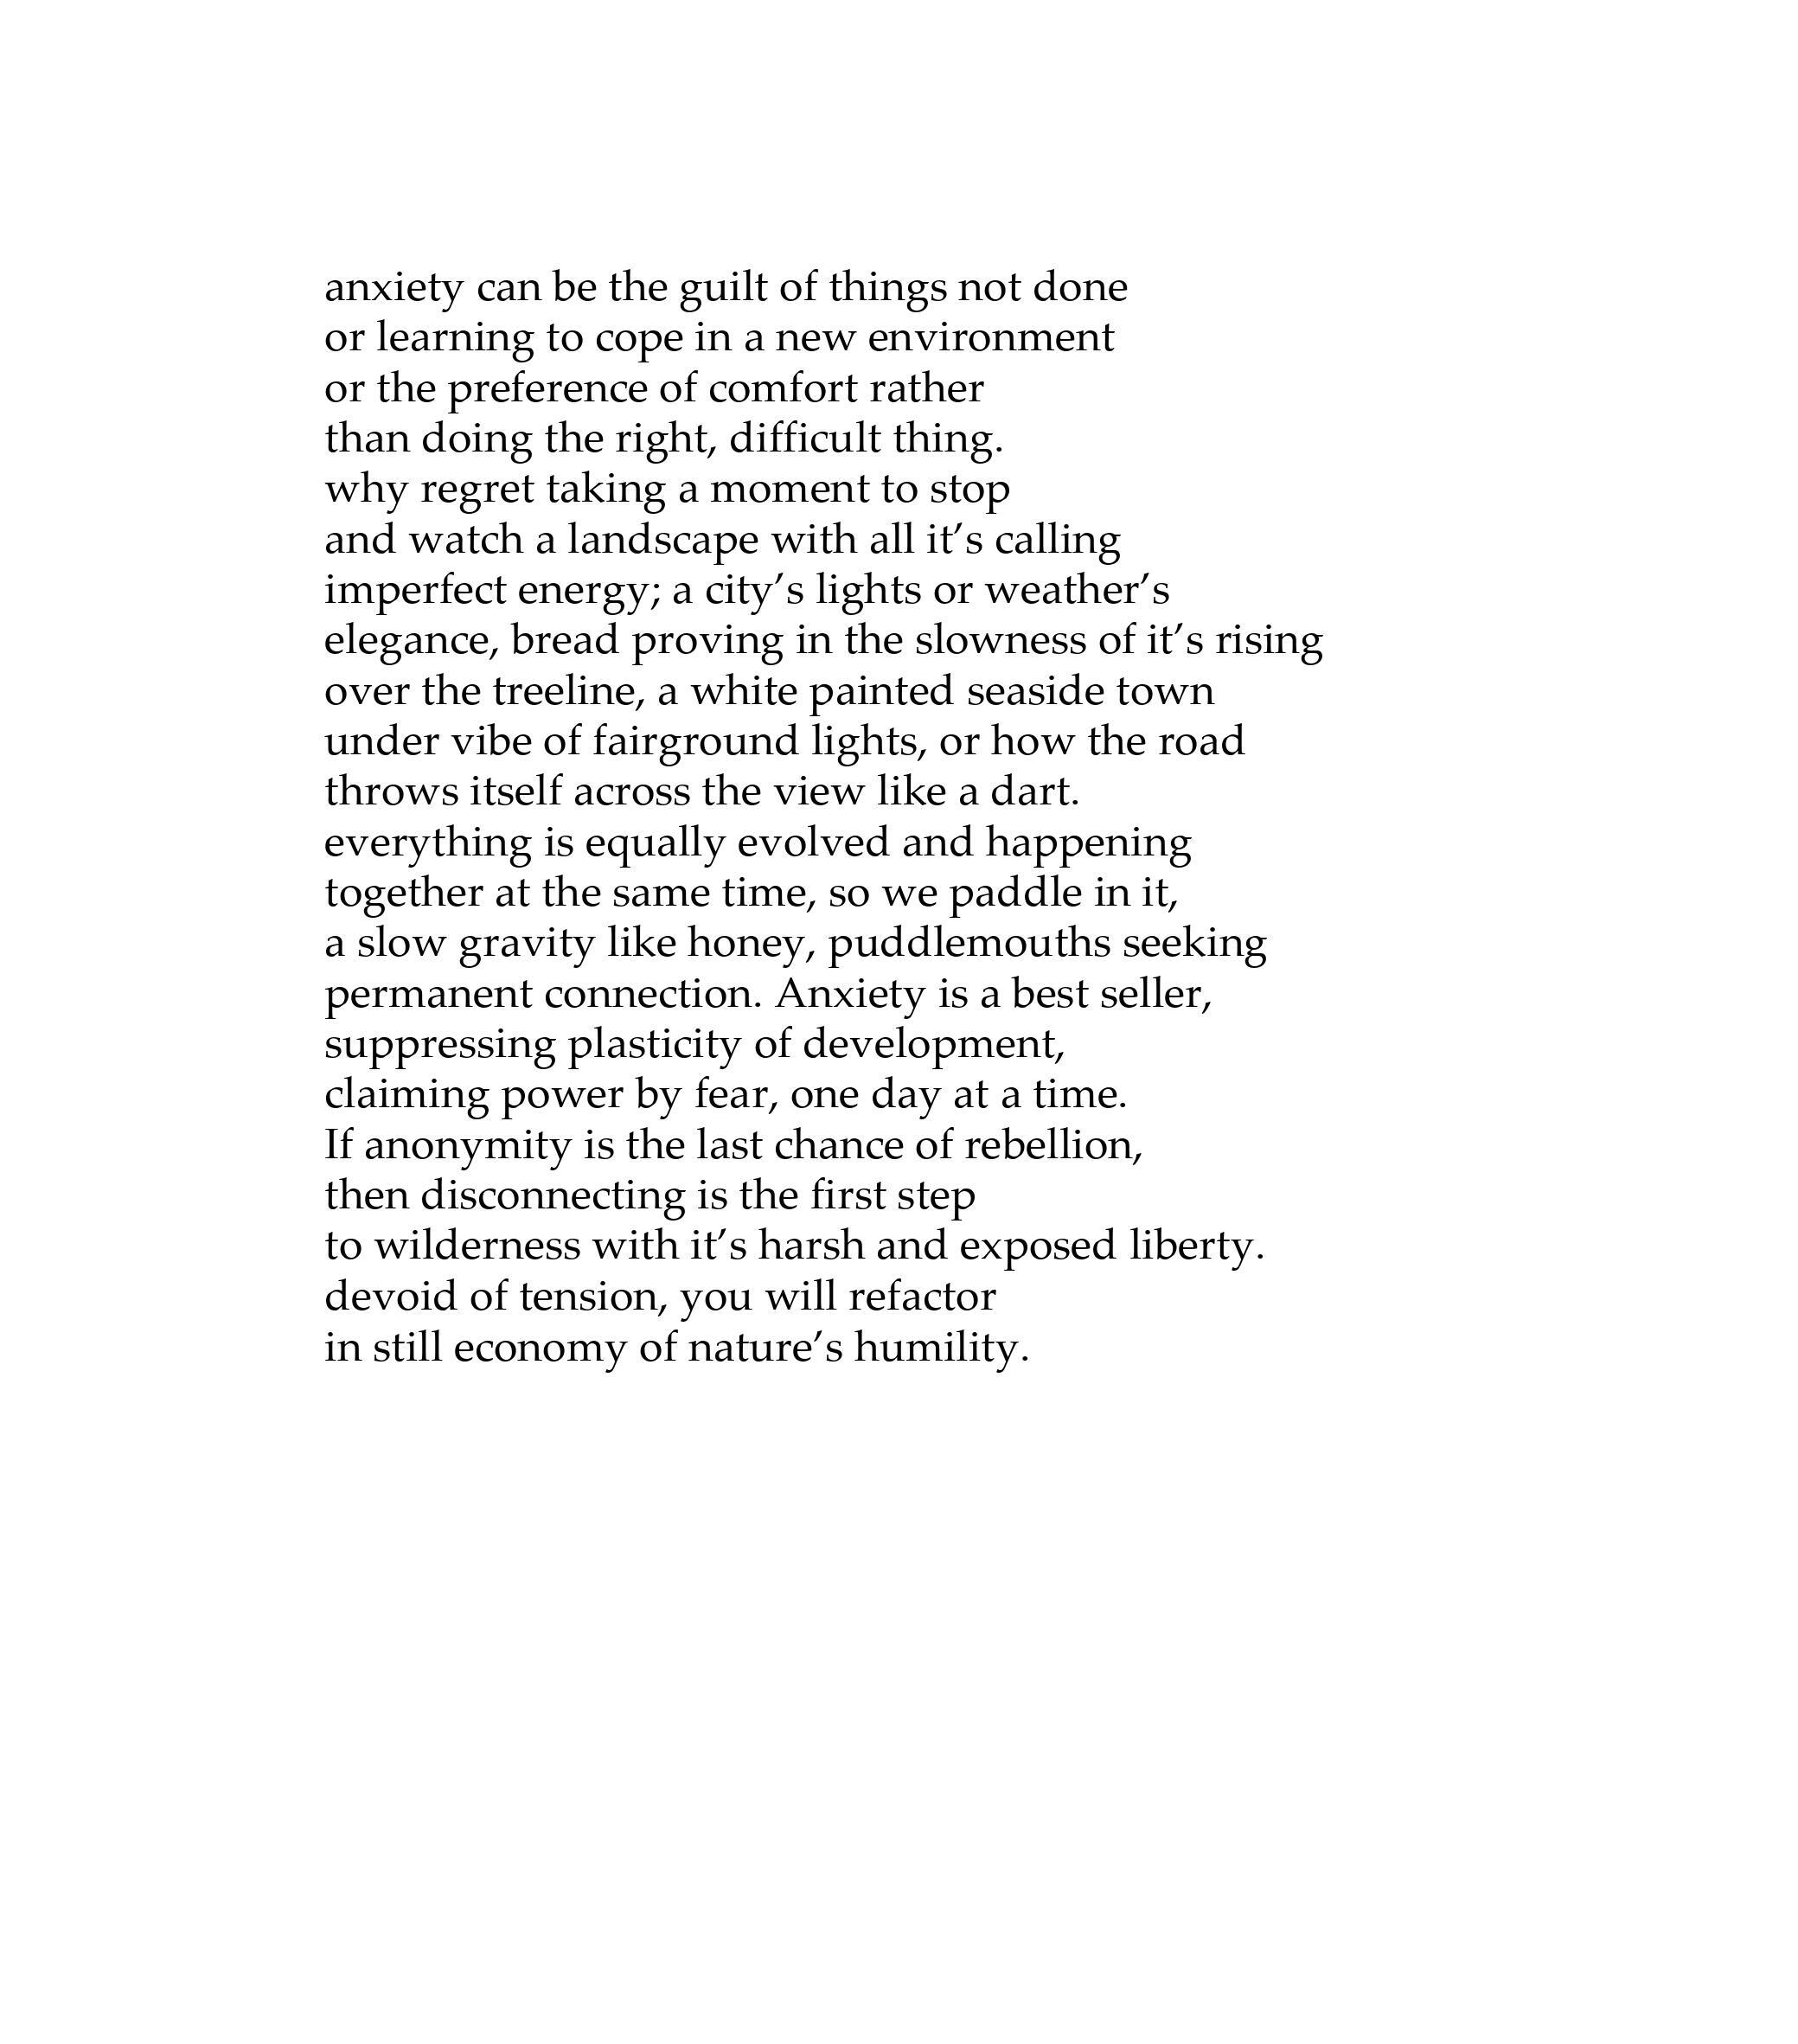 anxiety can be the guilt of things not done
or learning to cope in a new environment
or the preference of comfort rather
than doing the right, difficult thing.
why regret taking a moment to stop
and watch a landscape with all it’s calling
imperfect energy; a city’s lights or weather’s
elegance, bread proving in the slowness of it’s rising
over the treeline, a white painted seaside town
under vibe of fairground lights, or how the road
throws itself across the view like a dart.
everything is equally evolved and happening
together at the same time, so we paddle in it,
a slow gravity like honey, puddlemouths seeking
permanent connection. Anxiety is a best seller,
suppressing plasticity of development,
claiming power by fear, one day at a time.
If anonymity is the last chance of rebellion,
then disconnecting is the first step
to wilderness with it’s harsh and exposed liberty.
devoid of tension, you will refactor
in still economy of nature’s humility.